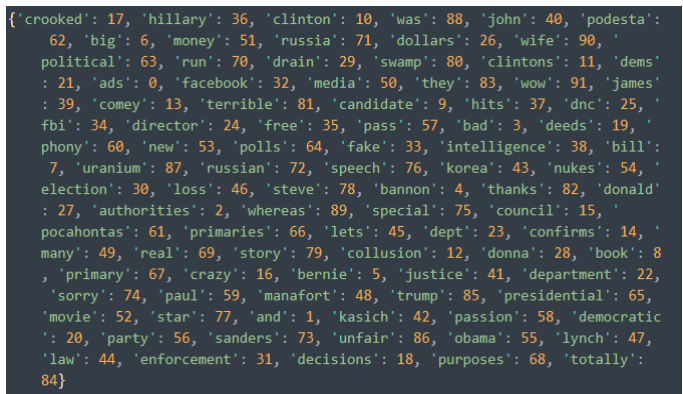 {'crooked': 17, 'hillary': 36, 'clinton': 10, 'was': 88, 'john': 40, 'podesta':
62, 'big': 6, 'money': 51, 'russia': 71, 'dollars': 26, 'wife': 90, '
political': 63, 'run': 70, 'drain': 29, 'swamp': 80, 'clintons': 11, 'dems'
: 21, 'ads': 0, 'facebook': 32, 'media': 50, 'they': 83, 'wow': 91, 'james'
: 39, 'comey': 13, 'terrible': 81, 'candidate': 9, 'hits': 37, 'dnc': 25, '
fbi': 34, 'director': 24, 'free': 35, 'pass': 57, 'bad': 3, 'deeds': 19, '
phony': 60, 'new': 53, 'polls': 64, 'fake': 33, 'intelligence': 38, 'bill':
7, 'uranium': 87, 'russian': 72, 'speech': 76, 'korea': 43, 'nukes': 54, '
election': 30, 'loss': 46, 'steve': 78, 'bannon': 4, 'thanks': 82, 'donald'
: 27, 'authorities': 2, 'whereas': 89, 'special': 75, 'council': 15, '
pocahontas': 61, 'primaries': 66, 'lets': 45, 'dept': 23, 'confirms': 14, '
many': 49, 'real': 69, 'story': 79, 'collusion': 12, 'donna': 28, 'book': 8
, 'primary': 67, 'crazy': 16, 'bernie': 5, 'justice': 41, 'department': 22,
'sorry': 74, 'paul': 59, 'manafort': 48, 'trump': 85, 'presidential': 65,
'movie': 52, 'star': 77, 'and': 1, 'kasich': 42, 'passion': 58, 'democratic
': 20, 'party': 56, 'sanders': 73, 'unfair': 86, 'obama': 55, 'lynch': 47,
'law': 44, 'enforcement': 31, 'decisions': 18, 'purposes': 68, 'totally':
84}